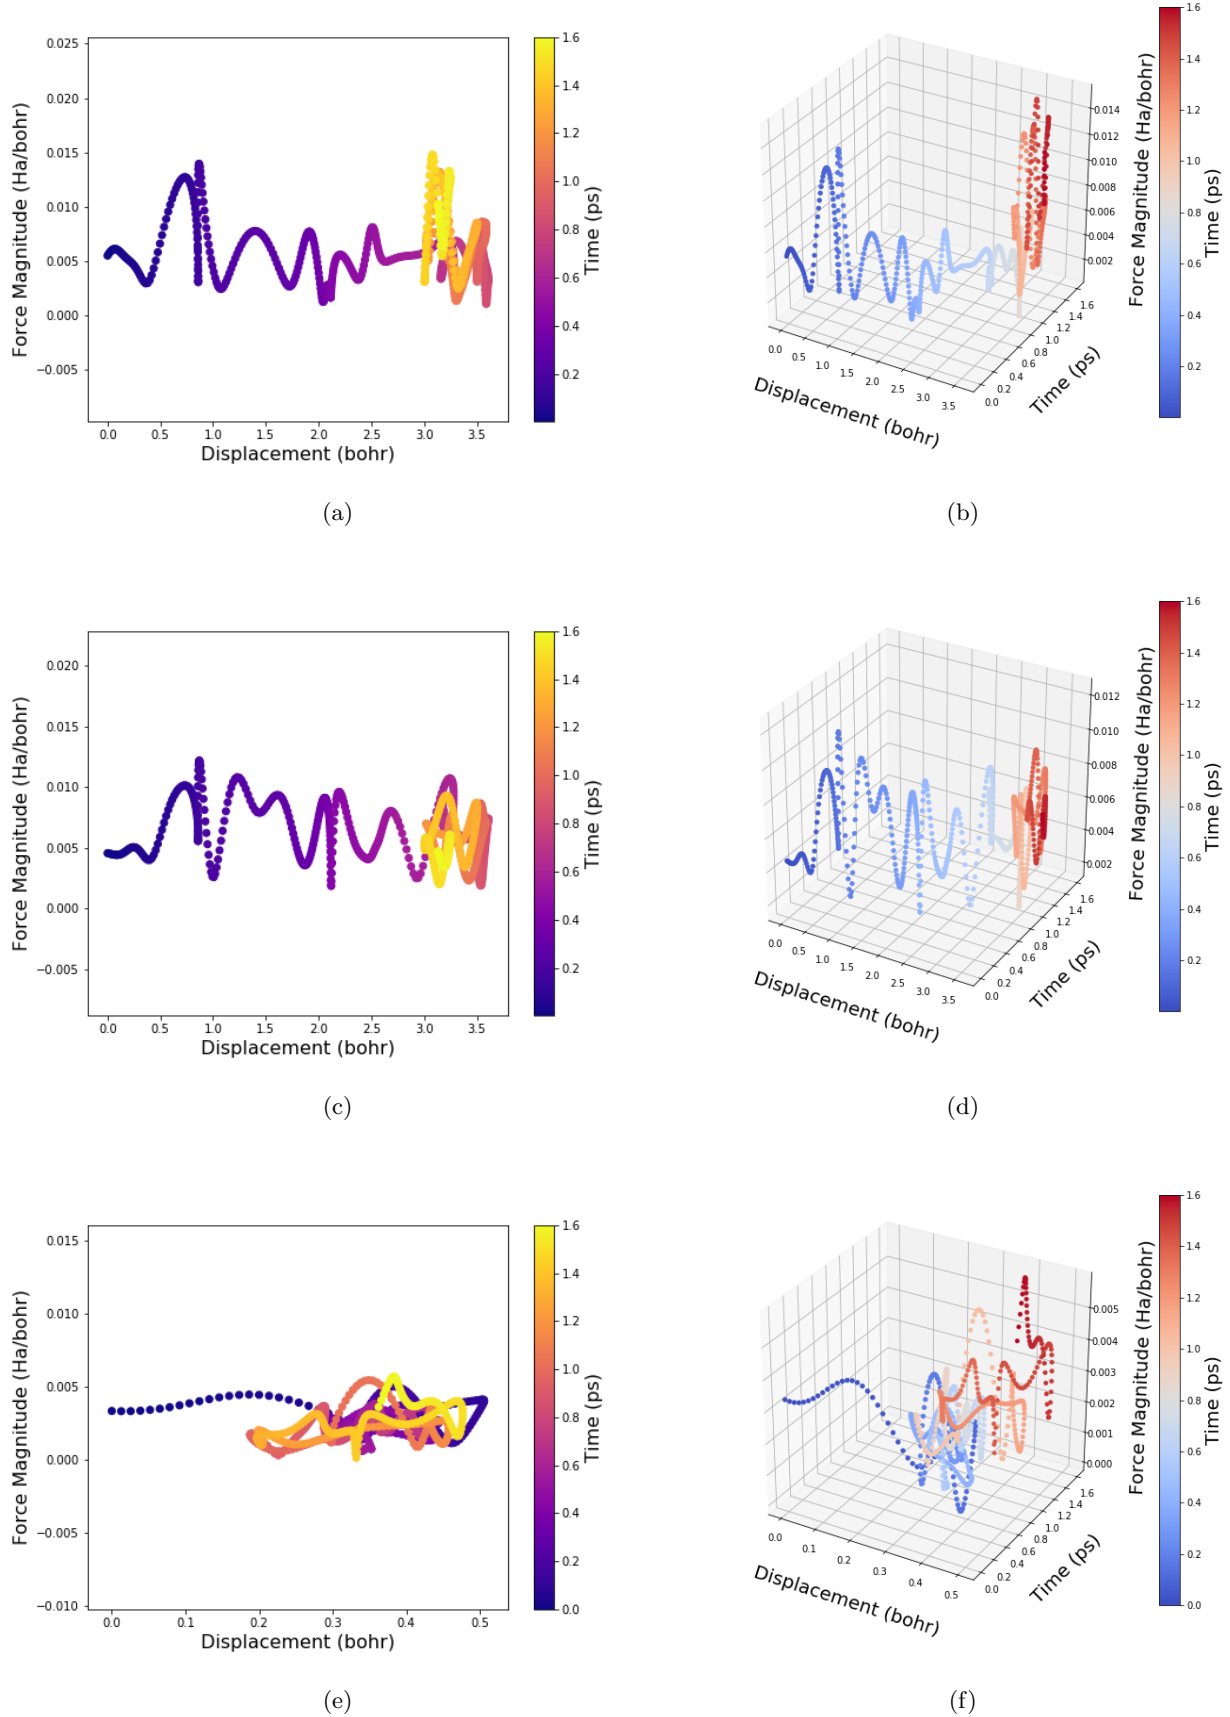 0.025
0.020
0.015
0.010
0.005
0.000
−0.005
0.0 0.5 1.0 1.5 2.0 2.5 3.0 3.5
Displacement (bohr)
Force Magnitude (Ha/bohr)
1.6
1.4
1.2
1.0
0.8
0.6
0.4
0.2
Time (ps)
(a)
0.014
0.012
0.010
0.008
0.006
0.004
0.002
Force Magnitude (Ha/bohr)
0.0 0.5 1.0 1.5 2.0 2.5 3.0 3.5
Displacement (bohr)
0.0 0.2 0.4 0.6 0.8 1.0 1.2 1.4 1.6
Time (ps)
1.6
1.4
1.2
1.0
0.8
0.6
0.4
0.2
Time (ps)
(b)
0.020
0.015
0.010
0.005
0.000
−0.005
0.0 0.5 1.0 1.5 2.0 2.5 3.0 3.5
Displacement (bohr)
Force Magnitude (Ha/bohr)
1.6
1.4
1.2
1.0
0.8
0.6
0.4
0.2
Time (ps)
(c)
0.012
0.010
0.008
0.006
0.004
0.002
Force Magnitude (Ha/bohr)
0.0 0.5 1.0 1.5 2.0 2.5 3.0 3.5
Displacement (bohr)
0.0 0.2 0.4 0.6 0.8 1.0 1.2 1.4 1.6
Time (ps)
1.6
1.4
1.2
1.0
0.8
0.6
0.4
0.2
Time (ps)
(d)
0.015
0.010
0.005
0.000
−0.005
−0.010
0.0 0.1 0.2 0.3 0.4 0.5
Displacement (bohr)
Force Magnitude (Ha/bohr)
1.6
1.4
1.2
1.0
0.8
0.6
0.4
0.2
0.0
Time (ps)
(e)
0.005
0.004
0.003
0.002
0.001
0.000
Force Magnitude (Ha/bohr)
0.0 0.1 0.2 0.3 0.4 0.5
Displacement (bohr)
0.0 0.2 0.4 0.6 0.8 1.0 1.2 1.4 1.6
Time (ps)
1.6
1.4
1.2
1.0
0.8
0.6
0.4
0.2
0.0
Time (ps)
(f)